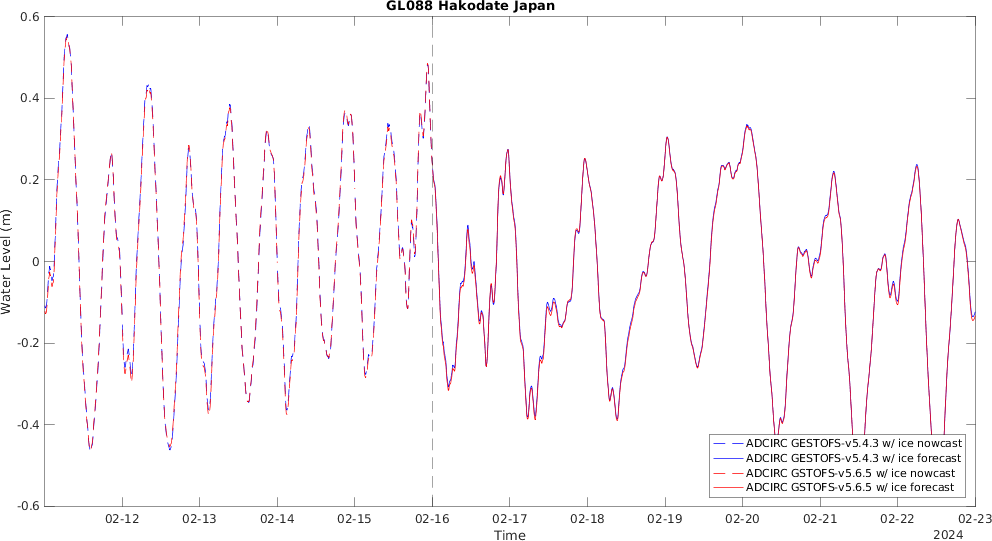 GL088 Hakodate Japan
0.6
0.4
0.2
0
-0.2
-0.4
-0.6
Water Level (m)
ADCIRC GESTOFS-v5.4.3 w/ ice nowcast
ADCIRC GESTOFS-v5.4.3 w/ ice forecast
ADCIRC GSTOFS-v5.6.5 w/ ice nowcast
ADCIRC GSTOFS-v5.6.5 w/ ice forecast
02-12 02-13 02-14 02-15 02-16 02-17 02-18 02-19 02-20 02-21 02-22 02-23
Time
2024